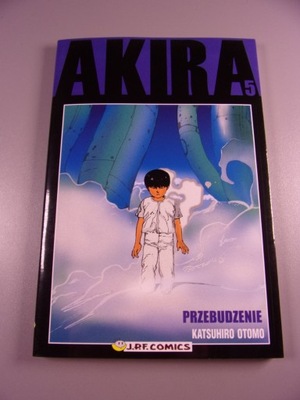 AKIRA
5
PRZEBUDZENIE
KATSUHIRO OTOMO
J.P.F. COMICS